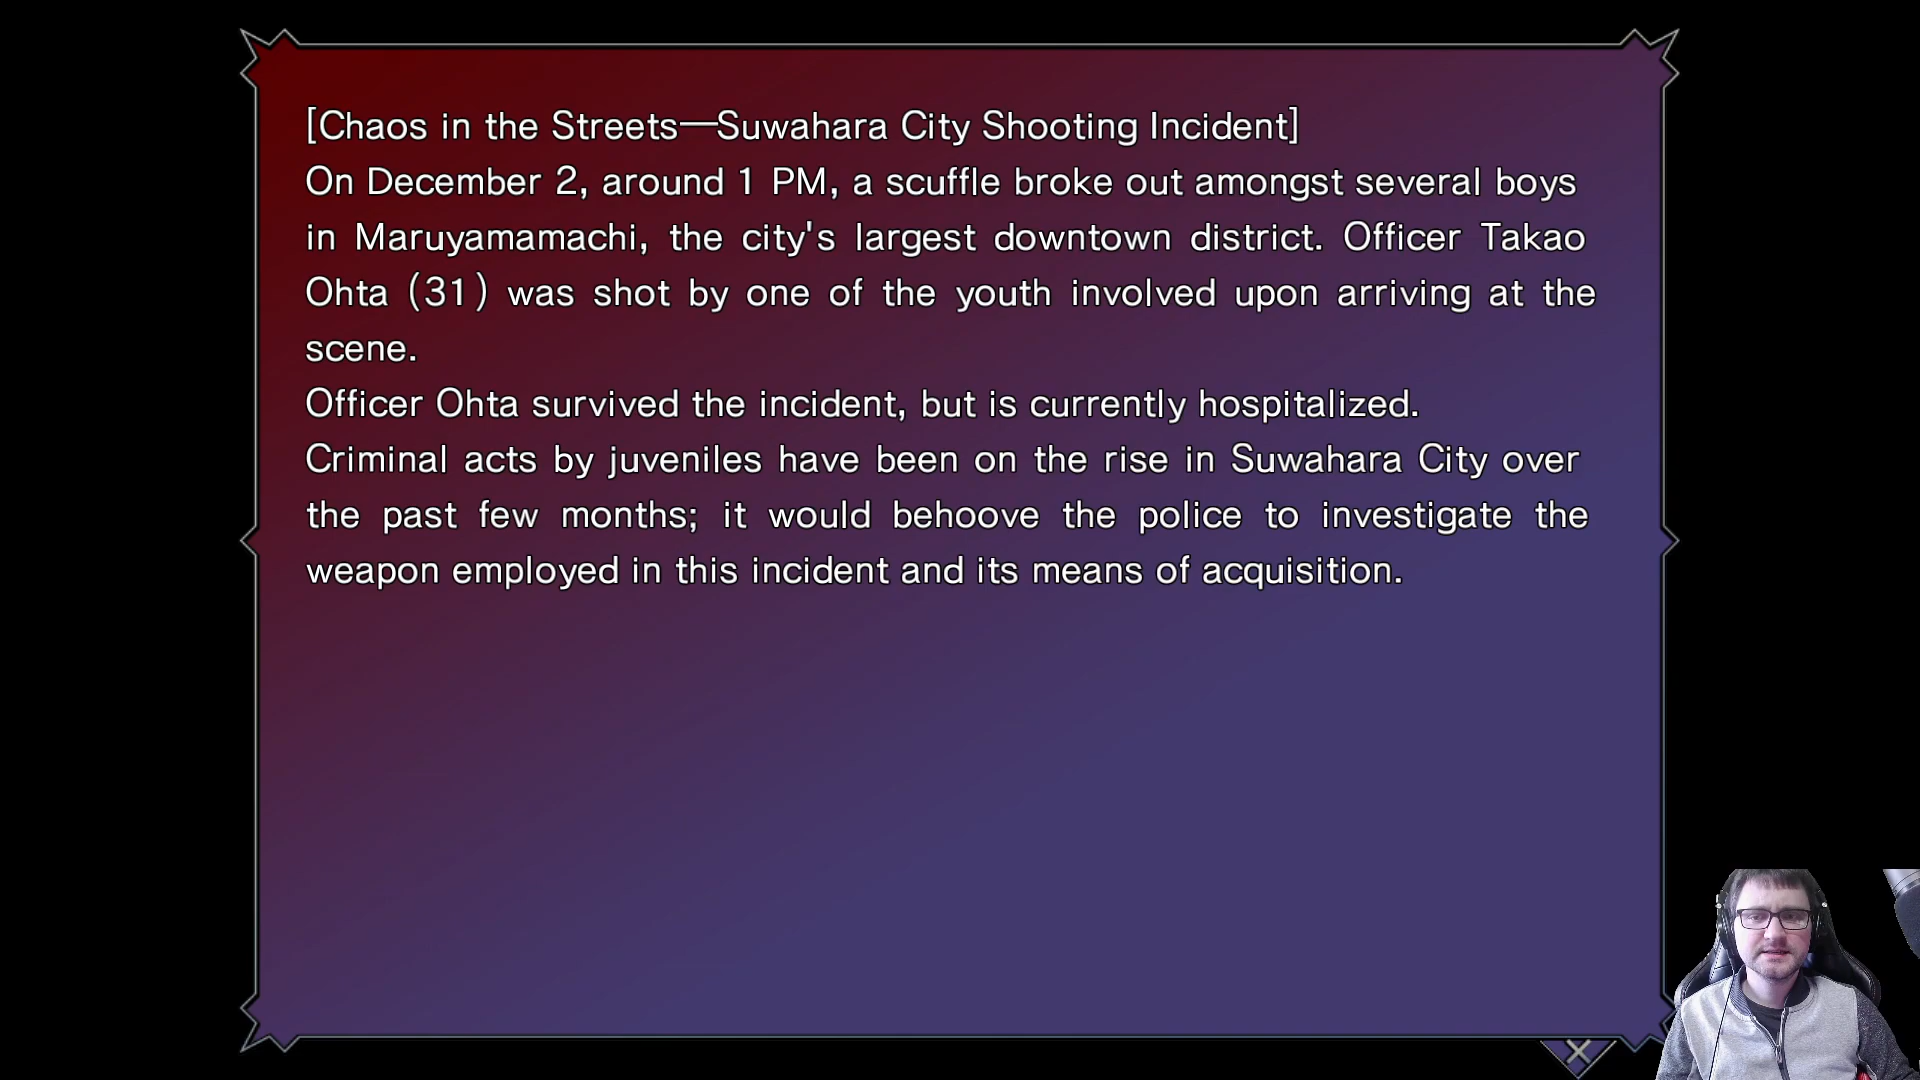 [Chaos in the Streets—Suwahara City Shooting Incident]
On December 2, around 1 PM, a scuffle broke out amongst several boys
in Maruyamamachi, the city's largest downtown district. Officer Takao
Ohta (31) was shot by one of the youth involved upon arriving at the
scene.
Officer Ohta survived the incident, but is currently hospitalized.
Criminal acts by juveniles have been on the rise in Suwahara City over
the past few months; it would behoove the police to investigate the
weapon employed in this incident and its means of acquisition.